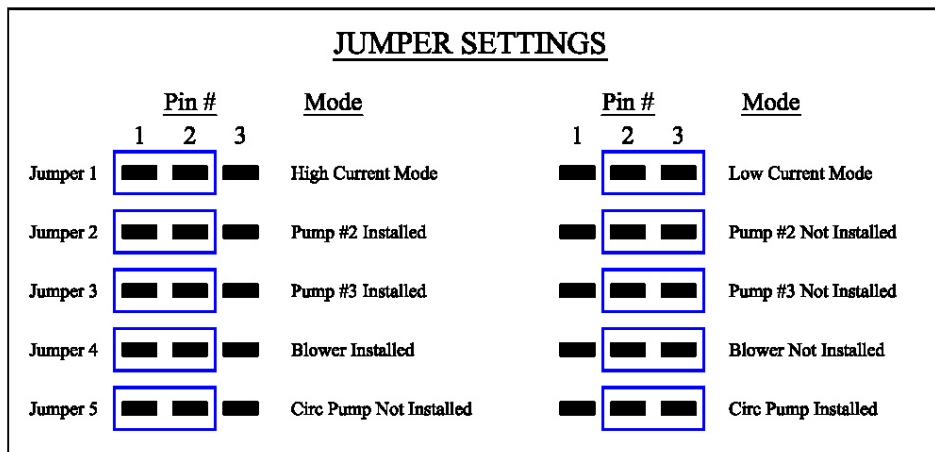 JUMPER SETTINGS
Pin # Mode Pin # Mode
1 2 3 1 2 3
Jumper 1 High Current Mode Low Current Mode
Jumper 2 Pump #2 Installed Pump #2 Not Installed
Jumper 3 Pump #3 Installed Pump #3 Not Installed
Jumper 4 Blower Installed Blower Not Installed
Jumper 5 Circ Pump Not Installed Circ Pump Installed